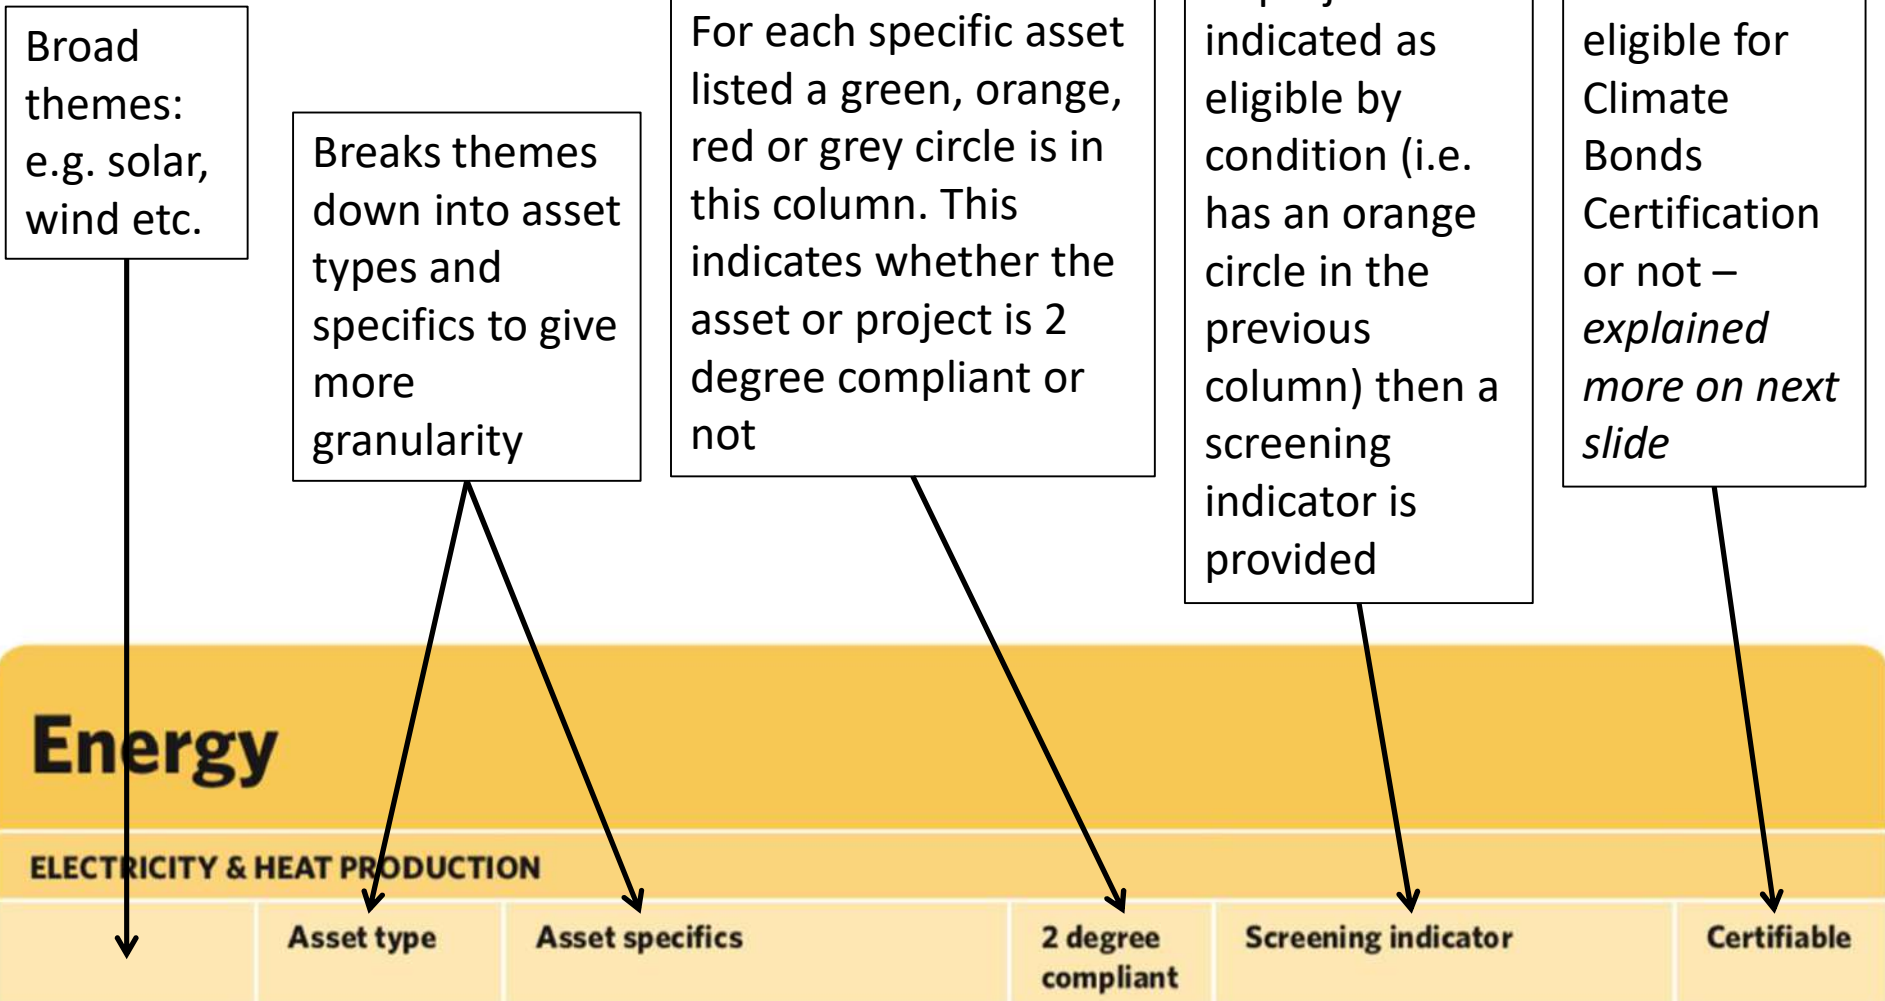 Broad
themes:
e.g. solar,
wind etc.
Breaks themes
down into asset
types and
specifics to give
more
granularity
For each specific asset
listed a green, orange,
red or grey circle is in
this column. This
indicates whether the
asset or project is 2
degree compliant or
not
indicated as
eligible by
condition (i.e.
has an orange
circle in the
previous
column) then a
screening
indicator is
provided
eligible for
Climate
Bonds
Certification
or not –
explained
more on next
slide
Energy
ELECTRICITY & HEAT PRODUCTION
Asset type
Asset specifics
2 degree
compliant
Screening indicator
Certifiable